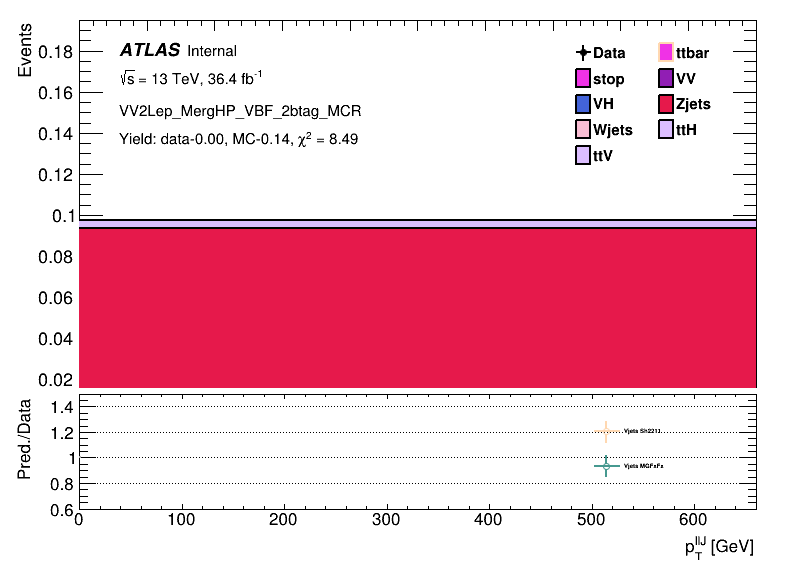 Events
0.18
0.16
0.14
0.12
0.1
0.08
0.06
0.04
0.02
ATLAS Internal
√s = 13 TeV, 36.4 fb⁻¹
VV2Lep_MergHP_VBF_2btag_MCR
Yield: data-0.00, MC-0.14, χ² = 8.49
Data
ttbar
stop
VV
VH
Zjets
Wjets
ttH
ttV
Pred./Data
1.4
1.2
1
0.8
0.6
Vjets Sh2211
Vjets MGFxFx
0 100 200 300 400 500 600
p_T^{llJ} [GeV]